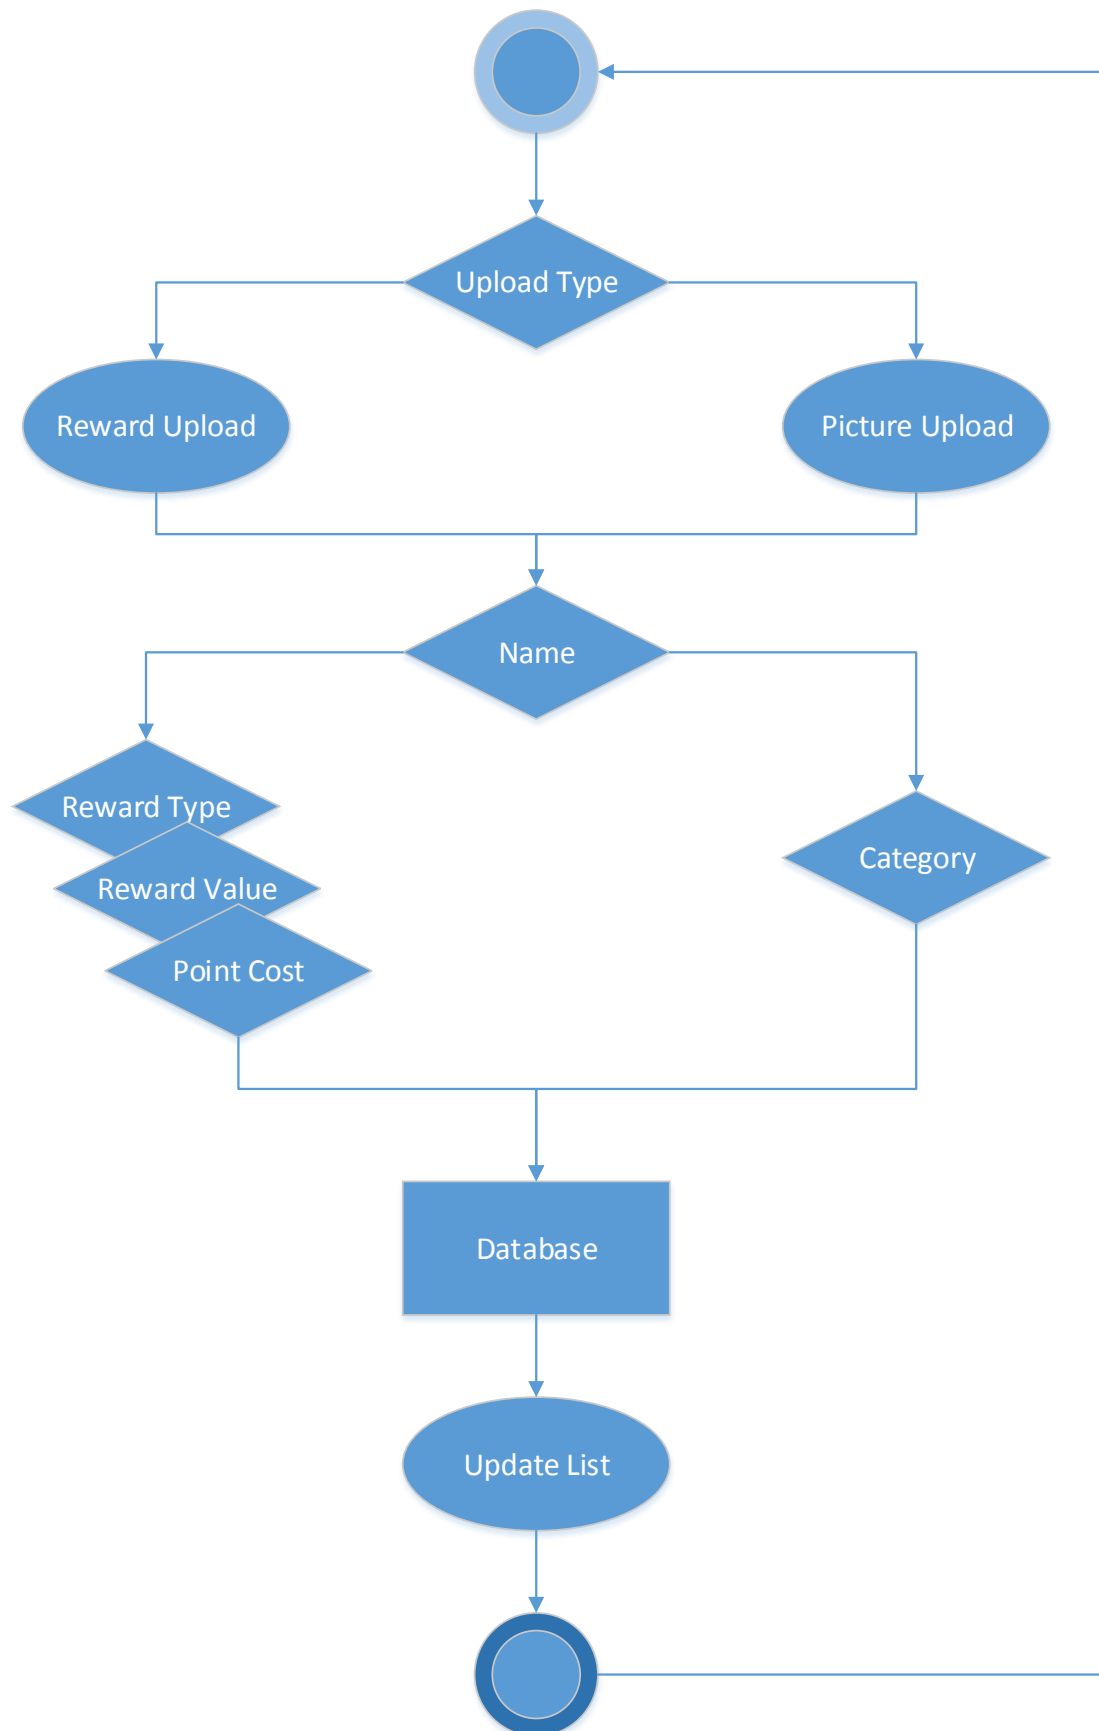 Upload Type
Reward Upload
Picture Upload
Name
Reward Type
Reward Value
Point Cost
Category
Database
Update List